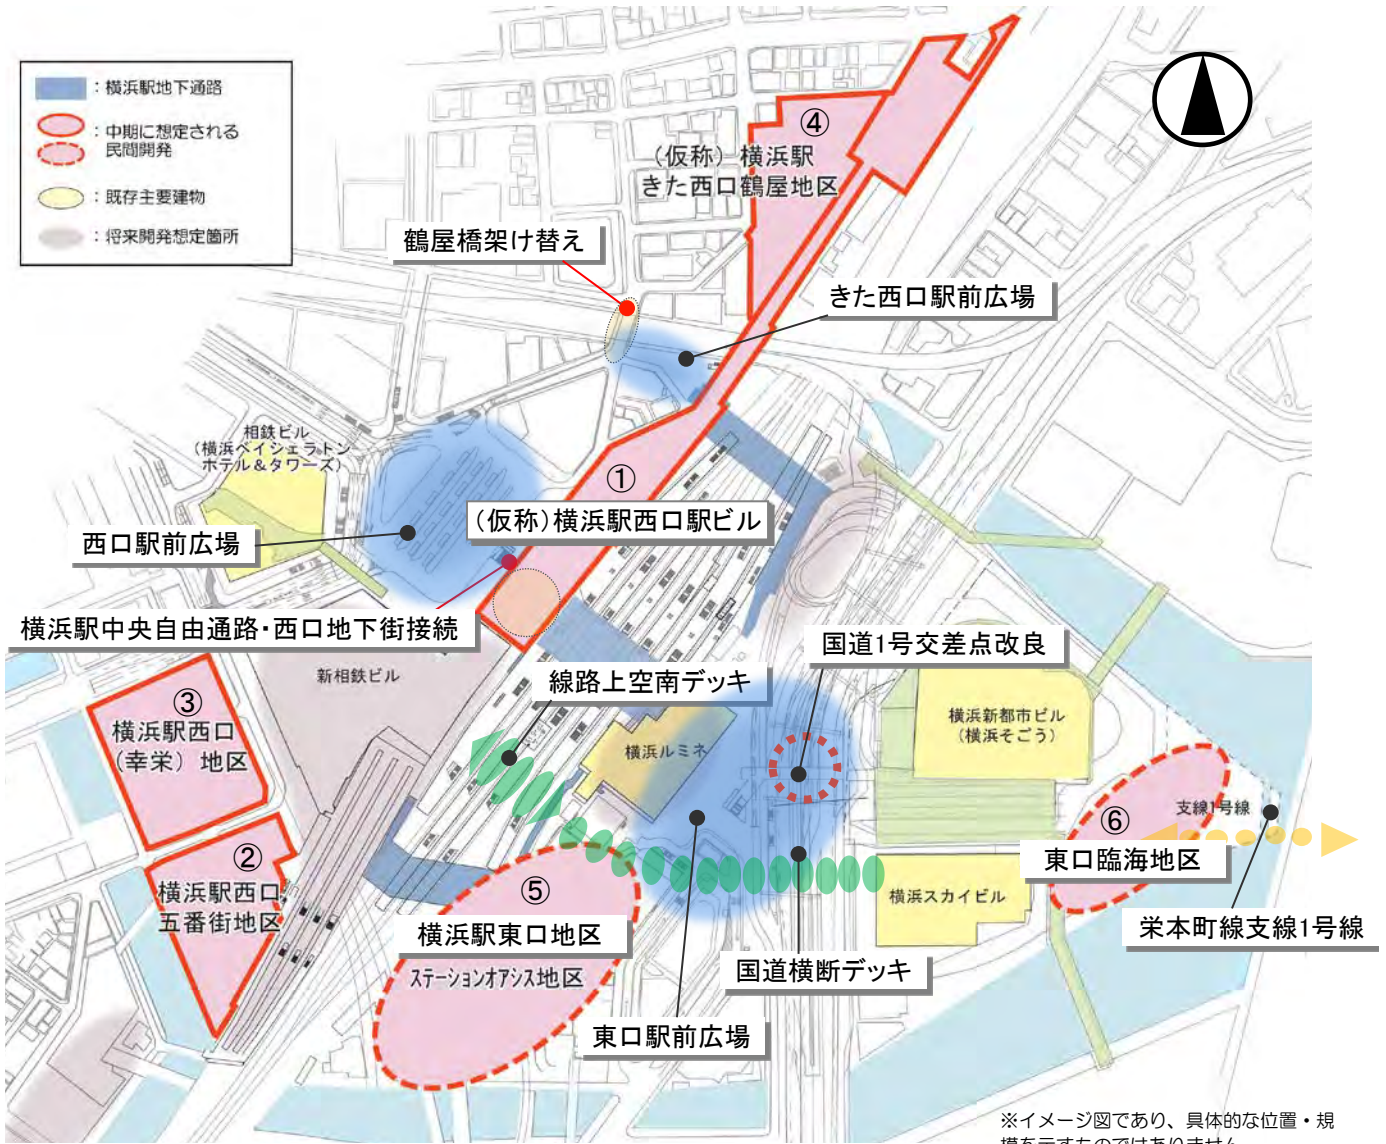 ：横浜駅地下通路
：中期に想定される
民間開発
：既存主要建物
：将来開発想定箇所
④
（仮称）横浜駅
きた西口鶴屋地区
鶴屋橋架け替え
きた西口駅前広場
相鉄ビル
（横浜ベイシェラトン
ホテル＆タワーズ）
①
（仮称）横浜駅西口駅ビル
西口駅前広場
横浜駅中央自由通路・西口地下街接続
国道1号交差点改良
新相鉄ビル
線路上空南デッキ
③
横浜駅西口
（幸栄）地区
横浜ルミネ
横浜新都市ビル
（横浜そごう）
支線1号線
⑥
東口臨海地区
②
横浜駅西口
五番街地区
⑤
横浜駅東口地区
ステーションオアシス地区
横浜スカイビル
栄本町線支線1号線
国道横断デッキ
東口駅前広場
※イメージ図であり、具体的な位置・規
模を示すものではありません